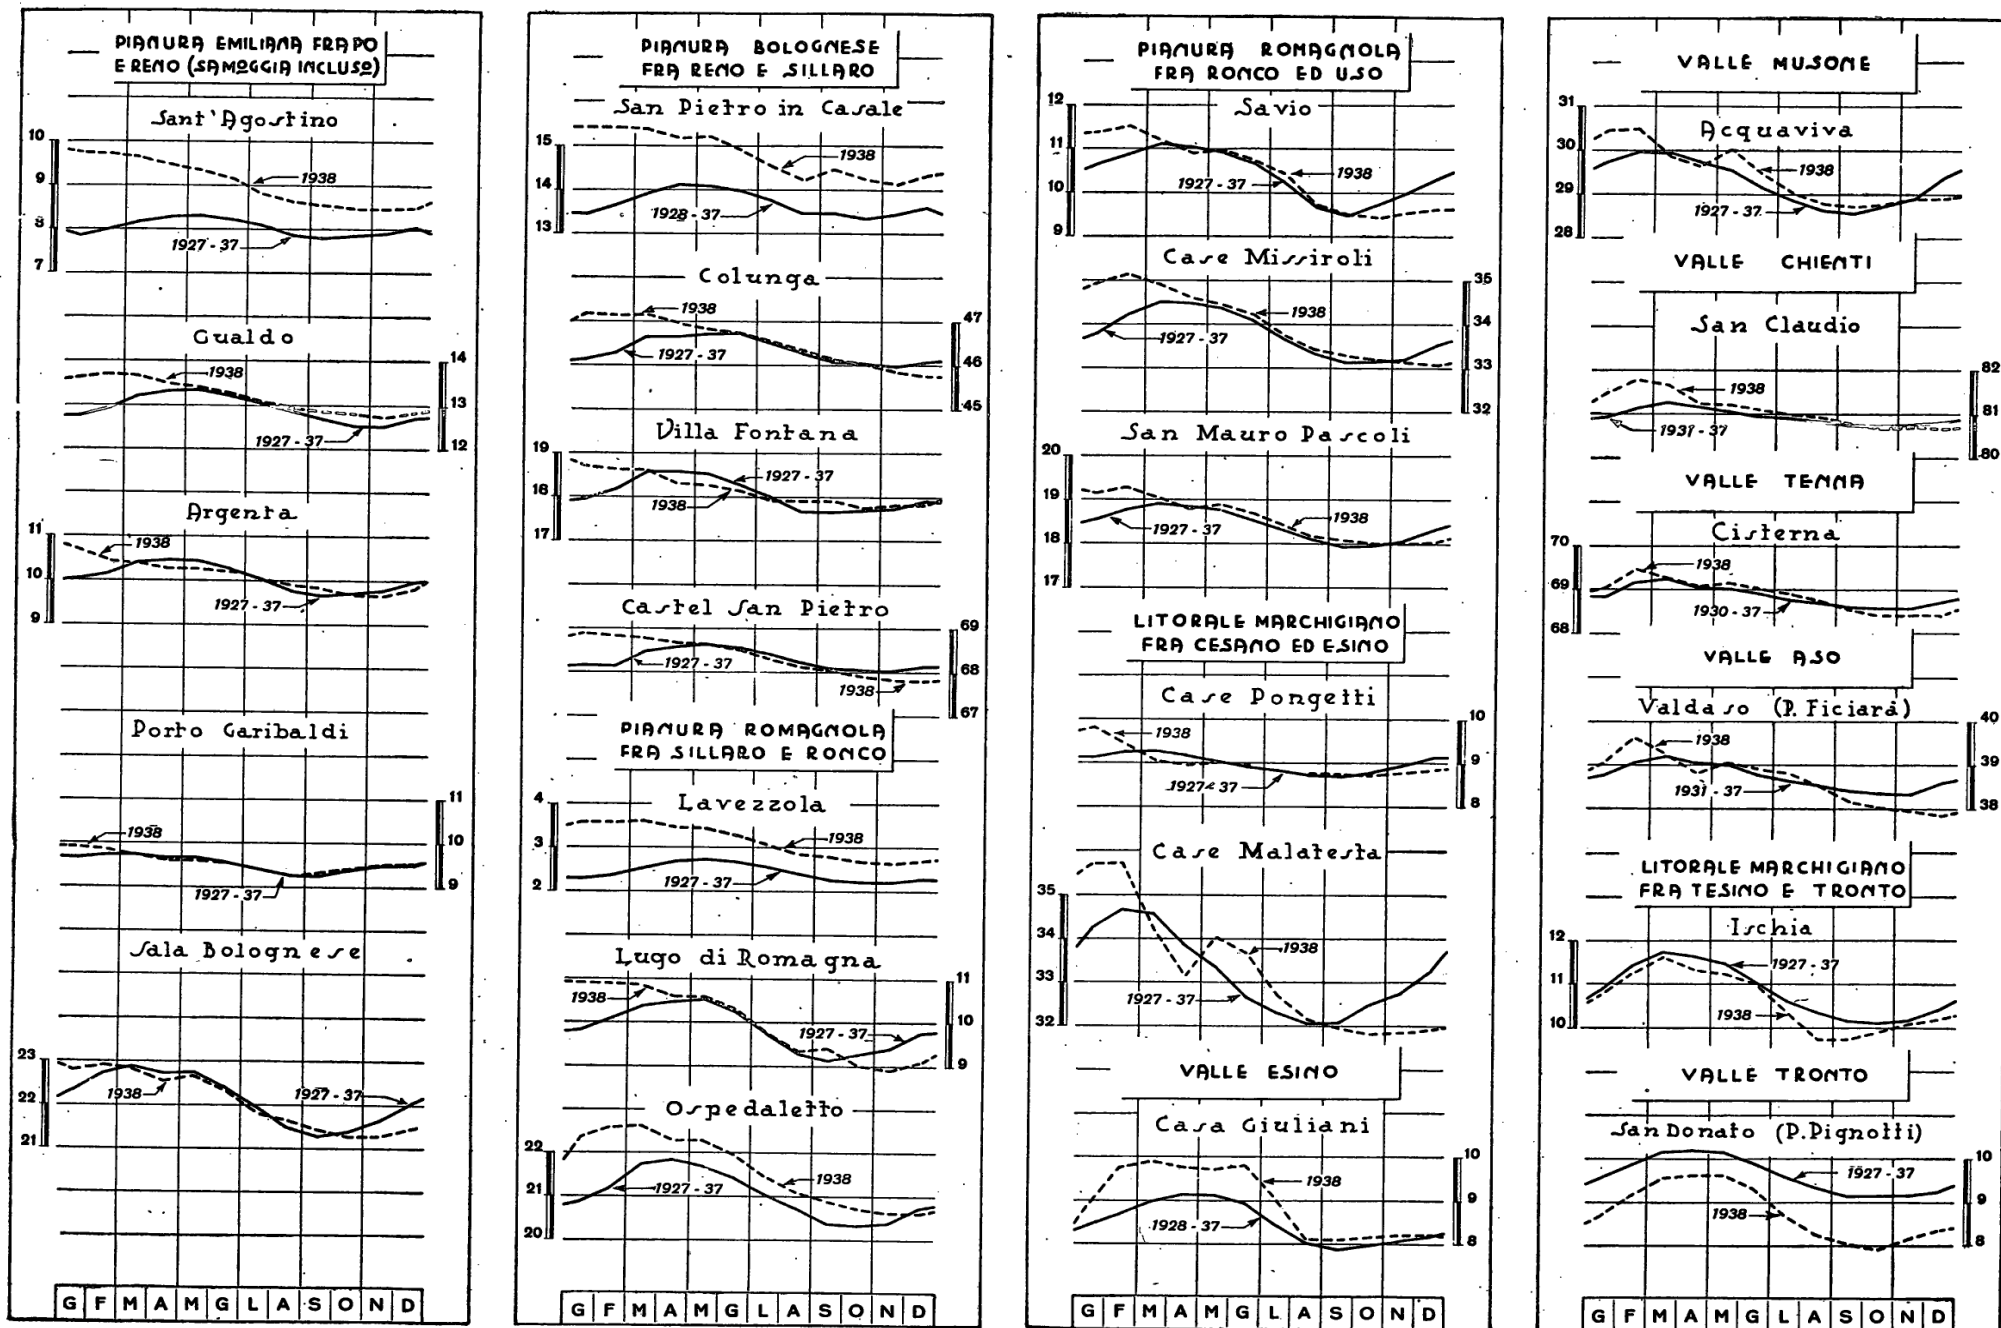 PIANURA EMILIANA FRA PO
E RENO (SAMOGGIA INCLUSO)
Sant'Agostino
10
9
8
7
1938
1927-37
Gualdo
14
13
12
1938
1927-37
Argenta
11
10
9
1938
1927-37
Porto Garibaldi
11
10
9
1938
1927-37
Sala Bolognese
23
22
21
1938
1927-37
G F M A M G L A S O N D
PIANURA BOLOGNESE
FRA RENO E SILLARO
San Pietro in Casale
15
14
13
1938
1928-37
Colunga
47
46
45
1938
1927-37
Villa Fontana
19
18
17
1927-37
1938
Castel San Pietro
69
68
67
1927-37
1938
PIANURA ROMAGNOLA
FRA SILLARO E RONCO
Lavezzola
4
3
2
1938
1927-37
Lugo di Romagna
11
10
9
1938
1927-37
Ospedaletto
22
21
20
1938
1927-37
G F M A M G L A S O N D
PIANURA ROMAGNOLA
FRA RONCO ED USO
Savio
12
11
10
9
1927-37
1938
Case Missiroli
35
34
33
32
1938
1927-37
San Mauro Pascoli
20
19
18
17
1927-37
1938
LITORALE MARCHIGIANO
FRA CESANO ED ESINO
Case Pongetti
10
9
8
1938
1927-37
Case Malatesta
35
34
33
32
1938
1927-37
VALLE ESINO
Casa Giuliani
10
9
8
1938
1928-37
G F M A M G L A S O N D
VALLE MUSONE
Acquaviva
31
30
29
28
1938
1927-37
VALLE CHIENTI
San Claudio
82
81
80
1938
1931-37
VALLE TENNA
Cisterna
70
69
68
1938
1930-37
VALLE ASO
Valdaso (P. Ficiarà)
40
39
38
1938
1931-37
LITORALE MARCHIGIANO
FRA TESINO E TRONTO
Ischia
12
11
10
1927-37
1938
VALLE TRONTO
San Donato (P. Pignotti)
10
9
8
1927-37
1938
G F M A M G L A S O N D